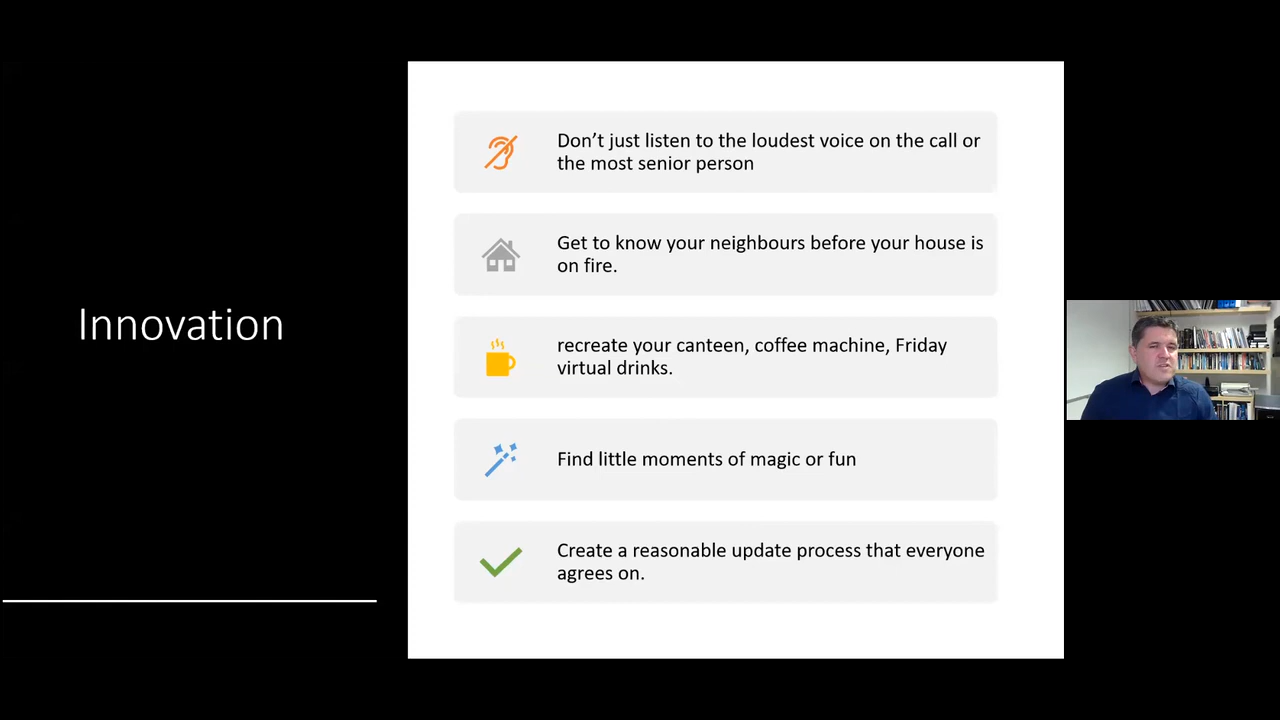 Innovation
Don’t just listen to the loudest voice on the call or
the most senior person
Get to know your neighbours before your house is
on fire.
recreate your canteen, coffee machine, Friday
virtual drinks.
Find little moments of magic or fun
Create a reasonable update process that everyone
agrees on.